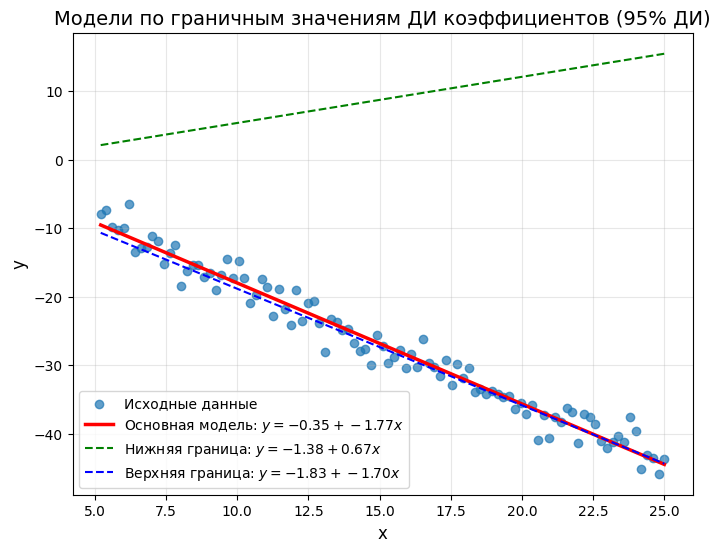 Модели по граничным значениям ДИ коэффициентов (95% ДИ)
y
10
0
−10
−20
−30
−40
Исходные данные
Основная модель: y = −0.35 + −1.77x
Нижняя граница: y = −1.38 + 0.67x
Верхняя граница: y = −1.83 + −1.70x
5.0 7.5 10.0 12.5 15.0 17.5 20.0 22.5 25.0
x